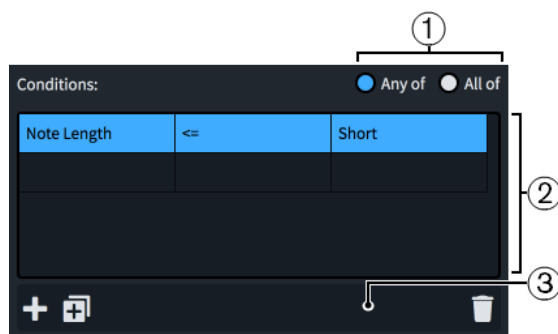 1
Conditions:
Any of
All of
Note Length
<=
Short
2
3